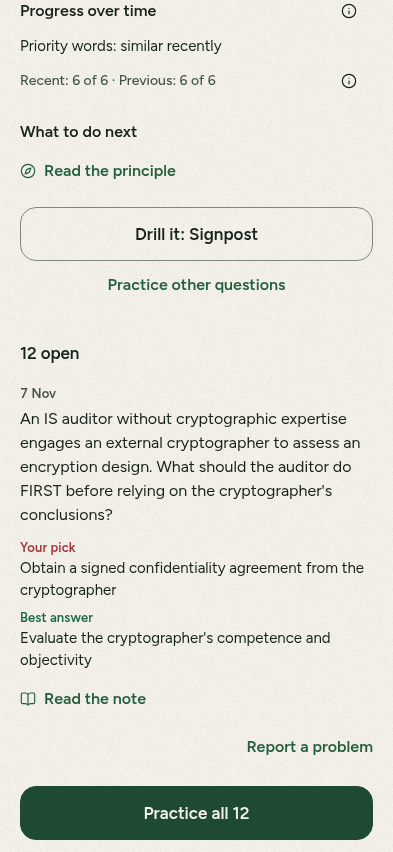 Progress over time
Priority words: similar recently
Recent: 6 of 6 · Previous: 6 of 6
What to do next
Read the principle
Drill it: Signpost
Practice other questions
12 open
7 Nov
An IS auditor without cryptographic expertise
engages an external cryptographer to assess an
encryption design. What should the auditor do
FIRST before relying on the cryptographer's
conclusions?
Your pick
Obtain a signed confidentiality agreement from the
cryptographer
Best answer
Evaluate the cryptographer's competence and
objectivity
Read the note
Report a problem
Practice all 12